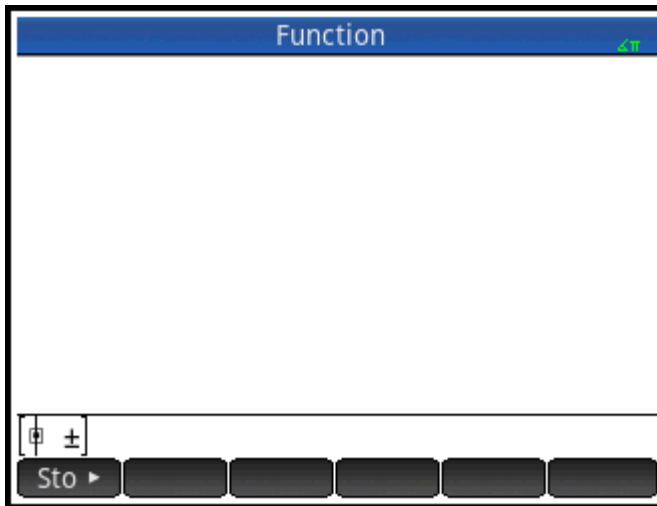 Function
∡π
[⊡ ±]
Sto ►